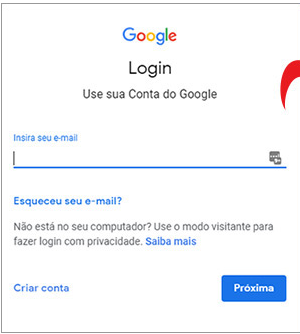 Google
Login
Use sua Conta do Google
Insira seu e-mail
Esqueceu seu e-mail?
Não está no seu computador? Use o modo visitante para
fazer login com privacidade. Saiba mais
Criar conta
Próxima